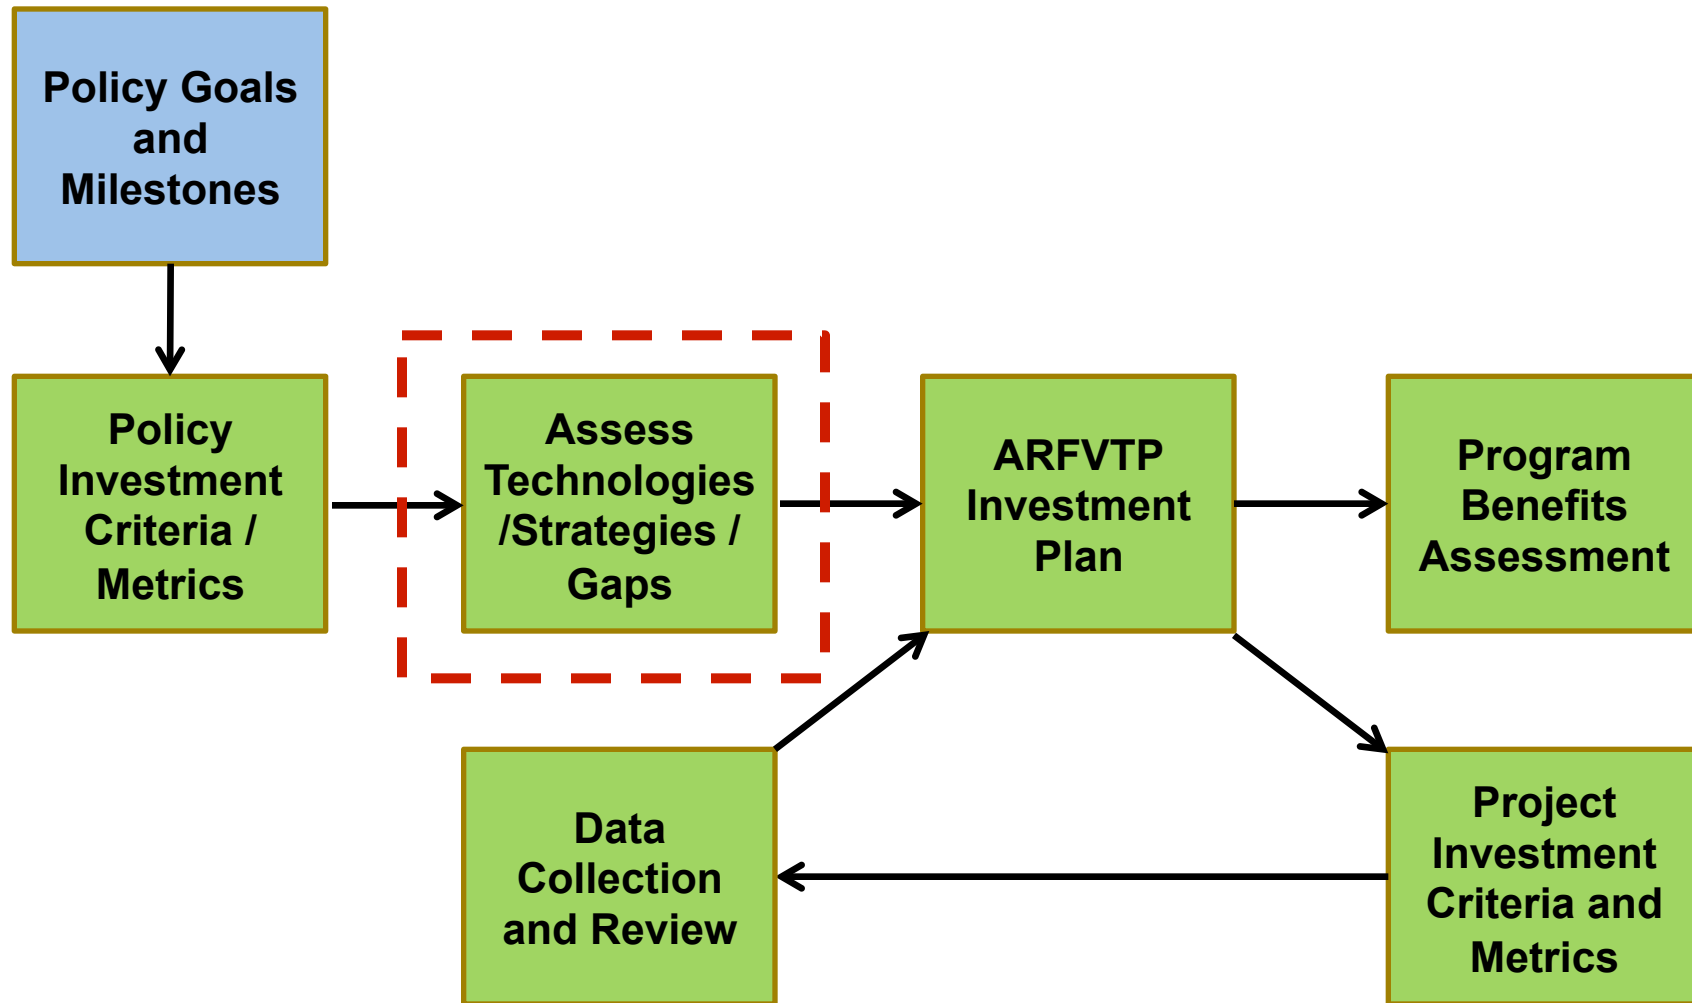 Policy Goals
and
Milestones
Policy
Investment
Criteria /
Metrics
Assess
Technologies
/Strategies /
Gaps
ARFVTP
Investment
Plan
Program
Benefits
Assessment
Data
Collection
and Review
Project
Investment
Criteria and
Metrics